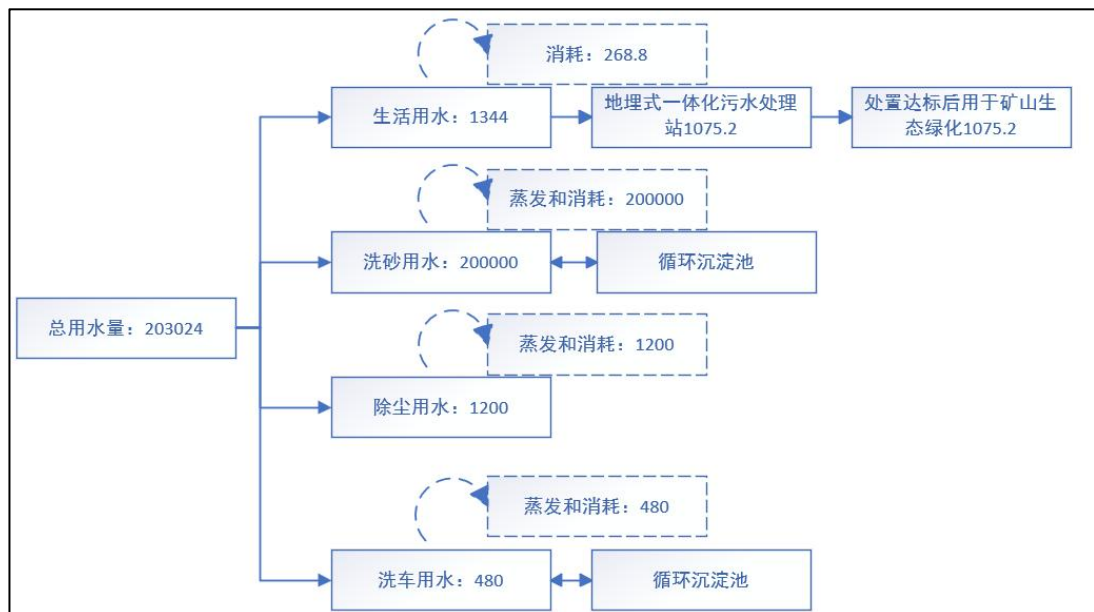 消耗：268.8
生活用水：1344
地埋式一体化污水处理
站1075.2
处置达标后用于矿山生
态绿化1075.2
蒸发和消耗：200000
洗砂用水：200000
循环沉淀池
总用水量：203024
蒸发和消耗：1200
除尘用水：1200
蒸发和消耗：480
洗车用水：480
循环沉淀池